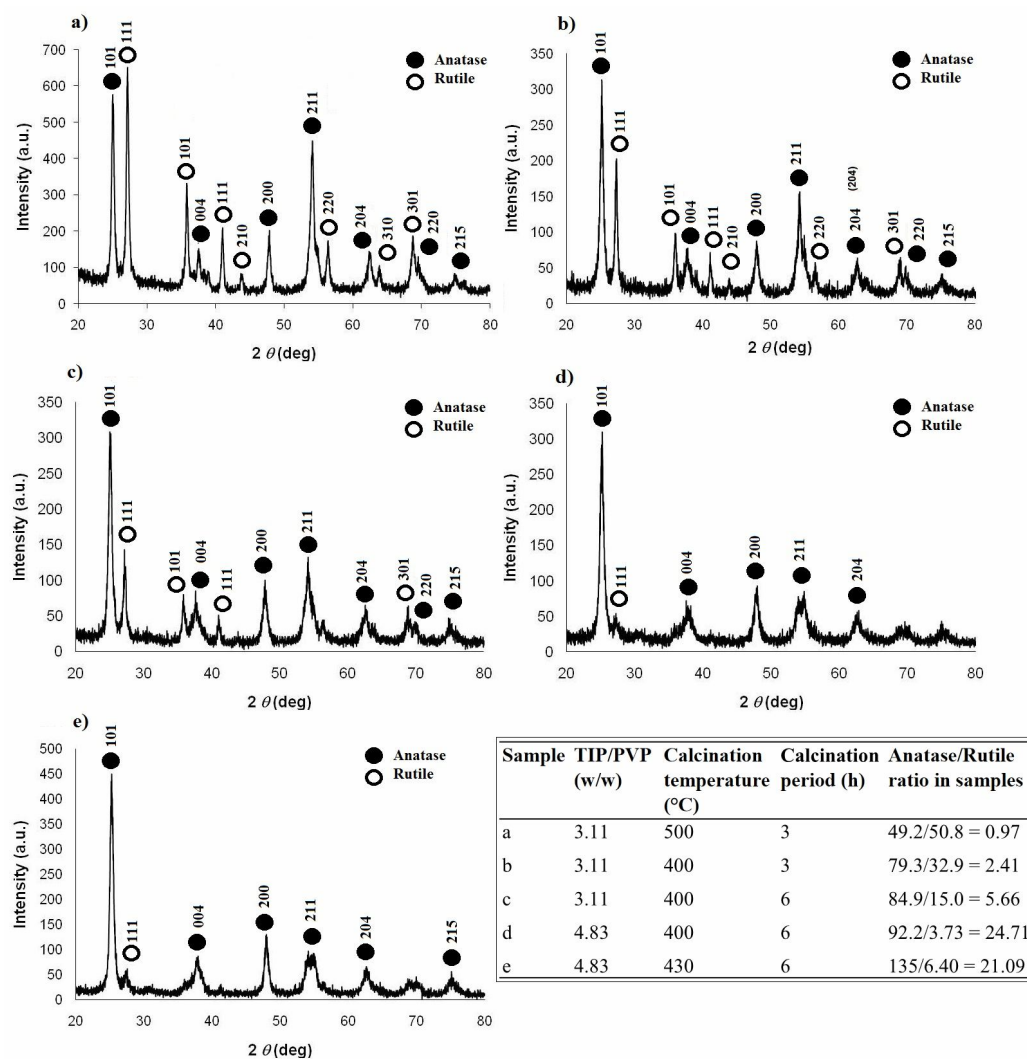 a)
Anatase
Rutile
Intensity (a.u.)
700
600
500
400
300
200
100
0
101
111
101
004
111
210
200
211
220
204
310
301
220
215
20 30 40 50 60 70 80
2 θ (deg)
b)
Anatase
Rutile
Intensity (a.u.)
350
300
250
200
150
100
50
0
101
111
101
004
111
210
200
211
220
204
(204)
301
220
215
20 30 40 50 60 70 80
2 θ (deg)
c)
Anatase
Rutile
Intensity (a.u.)
350
300
250
200
150
100
50
0
101
111
101
004
111
200
211
204
301
220
215
20 30 40 50 60 70 80
2 θ (deg)
d)
Anatase
Rutile
Intensity (a.u.)
350
300
250
200
150
100
50
0
101
111
004
200
211
204
20 30 40 50 60 70 80
2 θ (deg)
e)
Anatase
Rutile
Intensity (a.u.)
500
450
400
350
300
250
200
150
100
50
0
101
111
004
200
211
204
215
20 30 40 50 60 70 80
2 θ (deg)
Sample TIP/PVP Calcination Calcination Anatase/Rutile
(w/w) temperature period (h) ratio in samples
(°C)
a 3.11 500 3 49.2/50.8 = 0.97
b 3.11 400 3 79.3/32.9 = 2.41
c 3.11 400 6 84.9/15.0 = 5.66
d 4.83 400 6 92.2/3.73 = 24.71
e 4.83 430 6 135/6.40 = 21.09